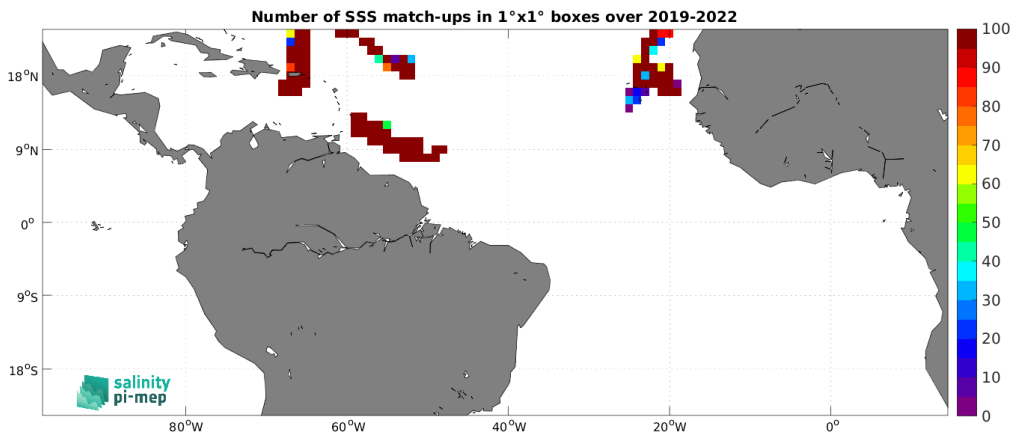 Number of SSS match-ups in 1°x1° boxes over 2019-2022
18°N
9°N
0°
9°S
18°S
80°W
60°W
40°W
20°W
0°
100
90
80
70
60
50
40
30
20
10
0
salinity
pi-mep